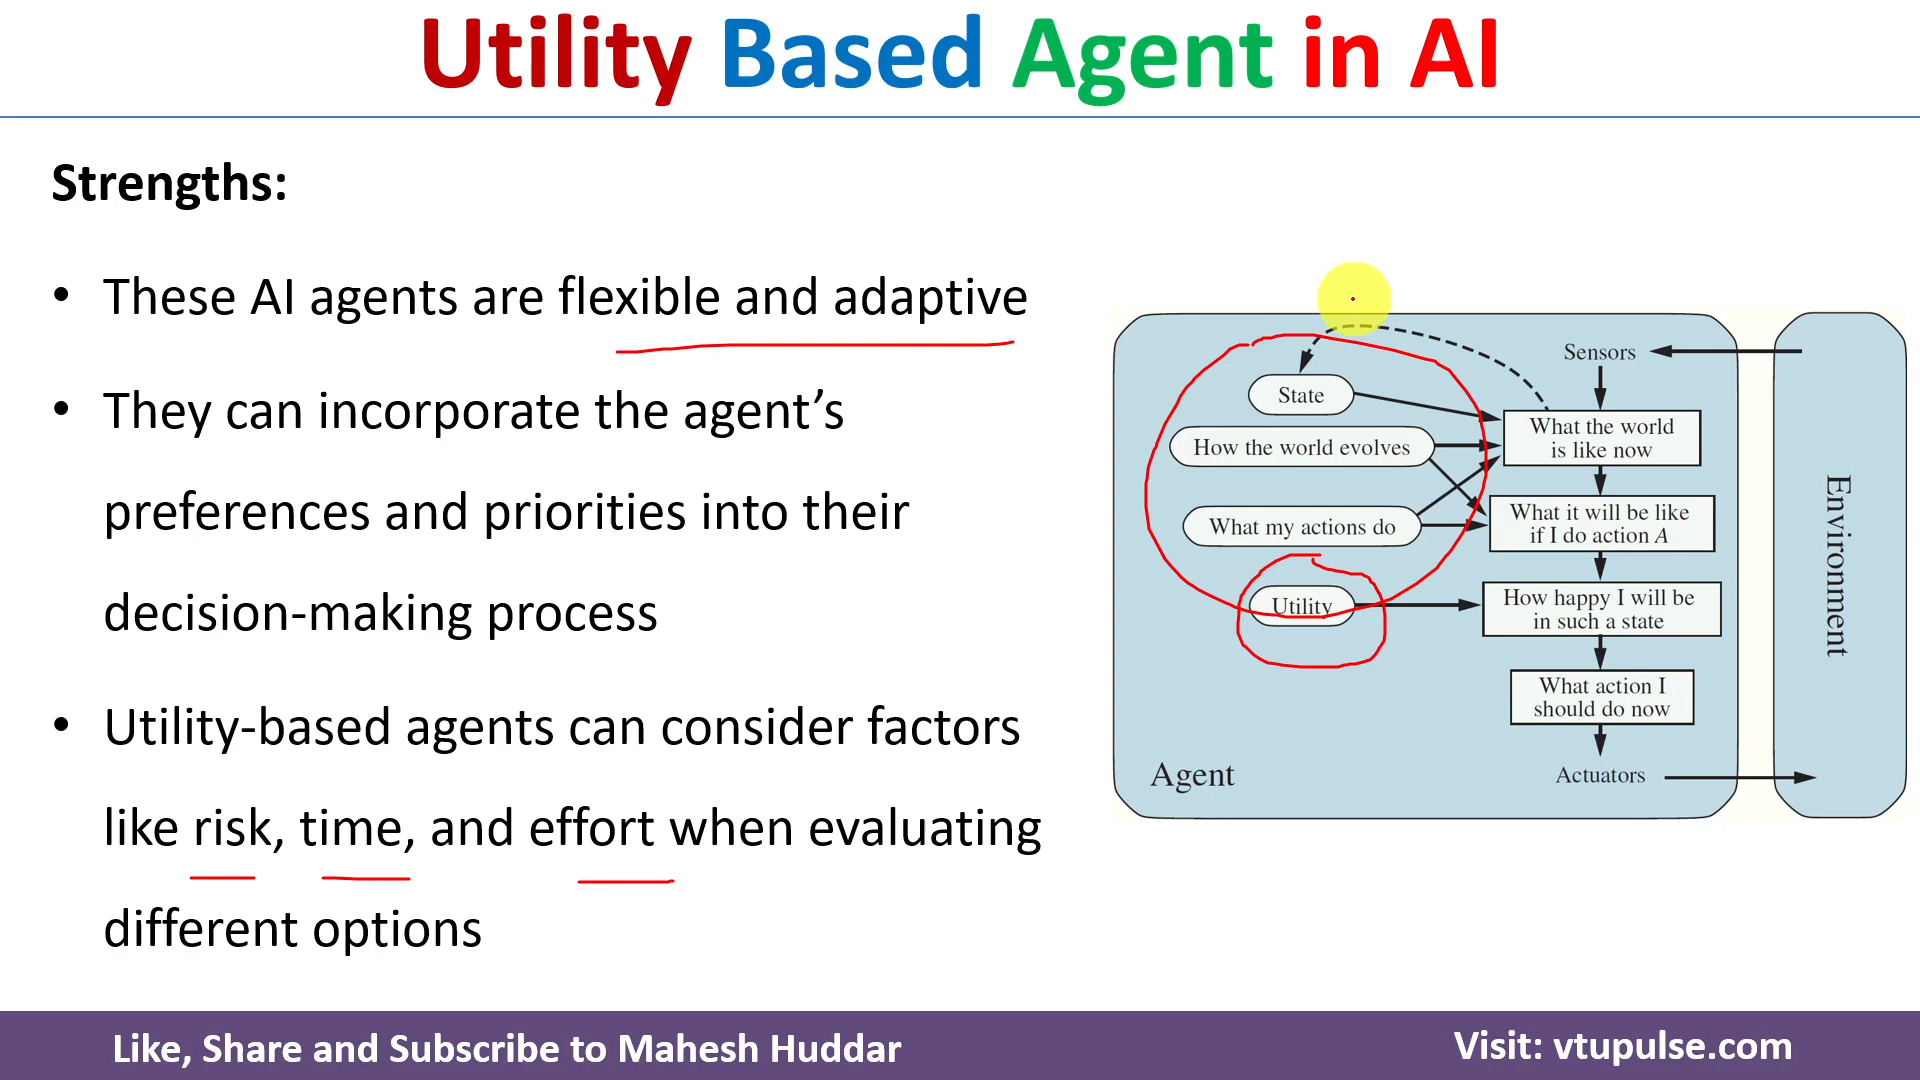 Utility Based Agent in AI
Strengths:
• These AI agents are flexible and adaptive
• They can incorporate the agent’s
preferences and priorities into their
decision-making process
• Utility-based agents can consider factors
like risk, time, and effort when evaluating
different options
Sensors
State
What the world
is like now
How the world evolves
What it will be like
if I do action A
What my actions do
How happy I will be
in such a state
Utility
What action I
should do now
Agent
Actuators
Environment
Like, Share and Subscribe to Mahesh Huddar
Visit: vtupulse.com